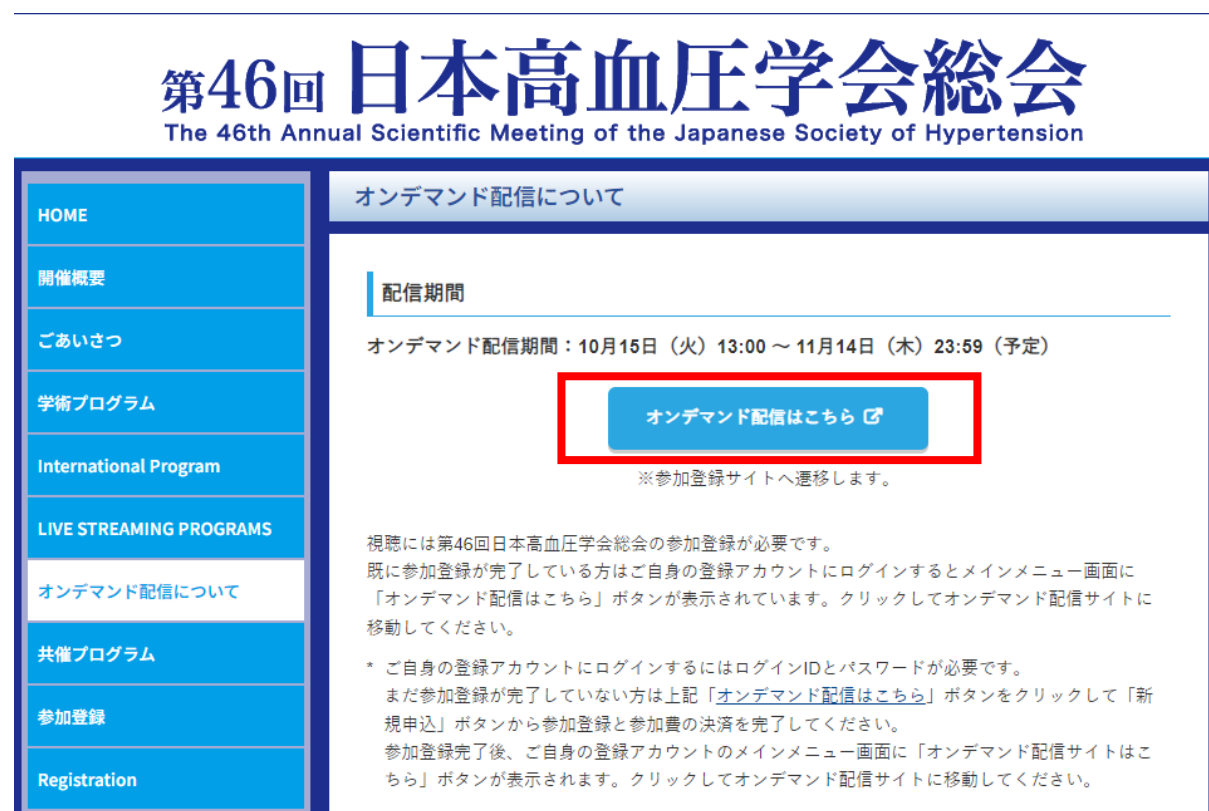 第46回 日本高血圧学会総会
The 46th Annual Scientific Meeting of the Japanese Society of Hypertension
HOME
開催概要
ごあいさつ
学術プログラム
International Program
LIVE STREAMING PROGRAMS
オンデマンド配信について
共催プログラム
参加登録
Registration
オンデマンド配信について
配信期間
オンデマンド配信期間：10月15日（火）13:00 ～ 11月14日（木）23:59（予定）
オンデマンド配信はこちら
※参加登録サイトへ遷移します。
視聴には第46回日本高血圧学会総会の参加登録が必要です。
既に参加登録が完了している方はご自身の登録アカウントにログインするとメインメニュー画面に
「オンデマンド配信はこちら」ボタンが表示されています。クリックしてオンデマンド配信サイトに
移動してください。
* ご自身の登録アカウントにログインするにはログインIDとパスワードが必要です。
まだ参加登録が完了していない方は上記「オンデマンド配信はこちら」ボタンをクリックして「新
規申込」ボタンから参加登録と参加費の決済を完了してください。
参加登録完了後、ご自身の登録アカウントのメインメニュー画面に「オンデマンド配信サイトはこ
ちら」ボタンが表示されます。クリックしてオンデマンド配信サイトに移動してください。